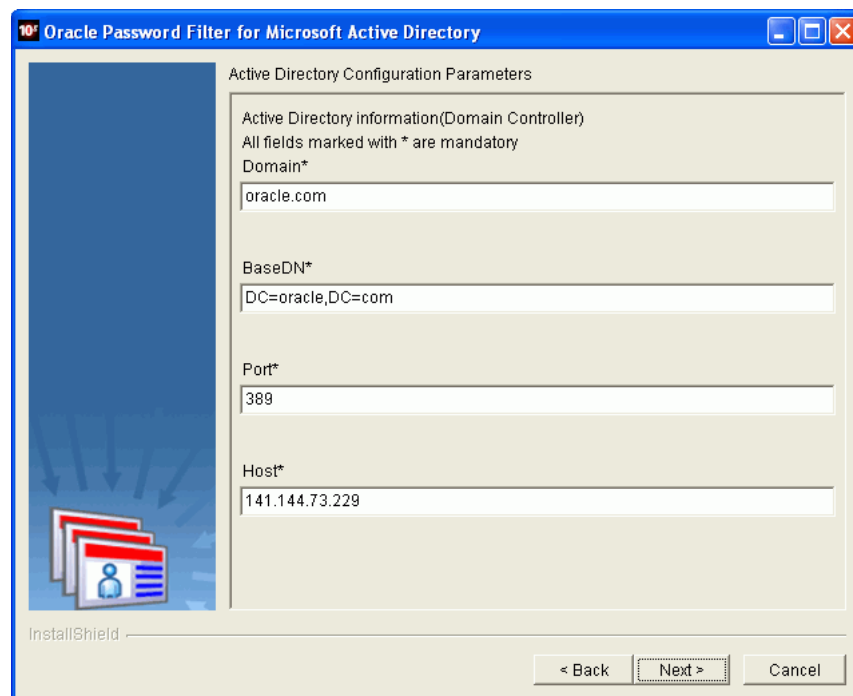 10g Oracle Password Filter for Microsoft Active Directory
Active Directory Configuration Parameters
Active Directory information(Domain Controller)
All fields marked with * are mandatory
Domain*
oracle.com
BaseDN*
DC=oracle,DC=com
Port*
389
Host*
141.144.73.229
InstallShield
< Back
Next >
Cancel